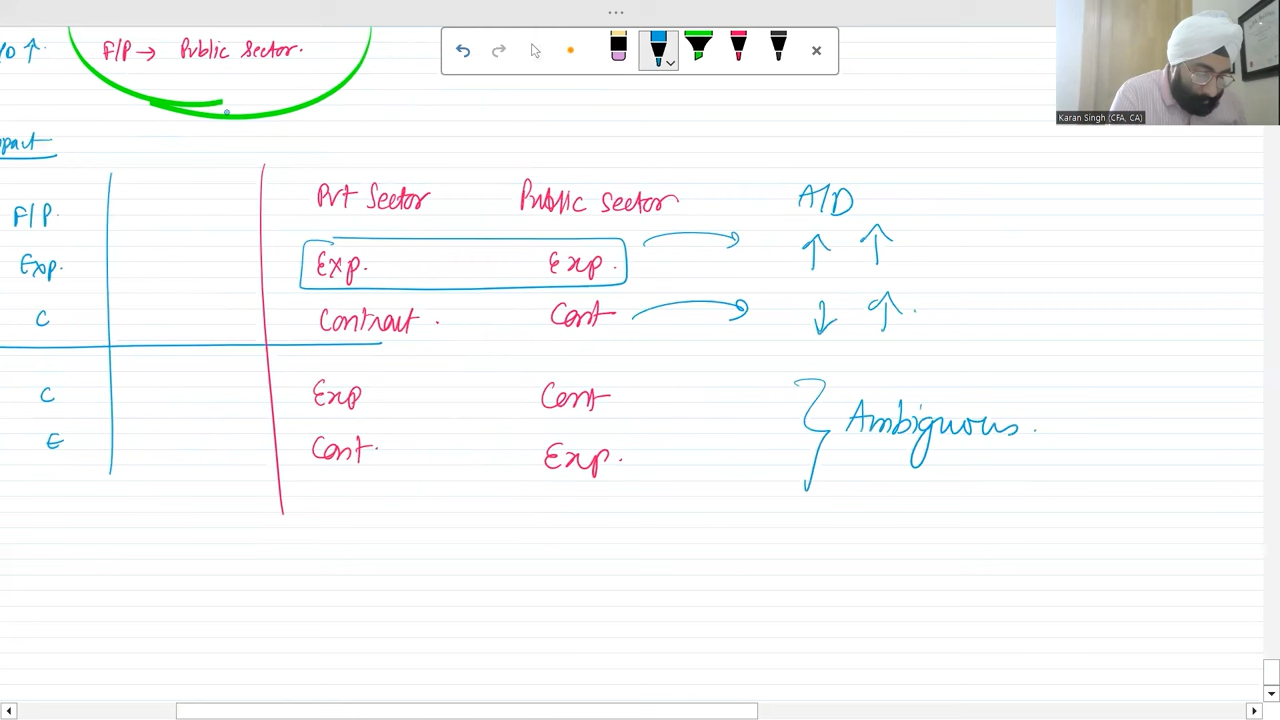 F/P → Public Sector.
Karan Singh (CFA, CA)
Pvt Sector Public Sector A/D
F/P.
Exp. Exp. Exp. ↑ ↑
C Contract. Cont ↓ ↑.
C Exp Cont
Ambiguous.
E Cont. Exp.